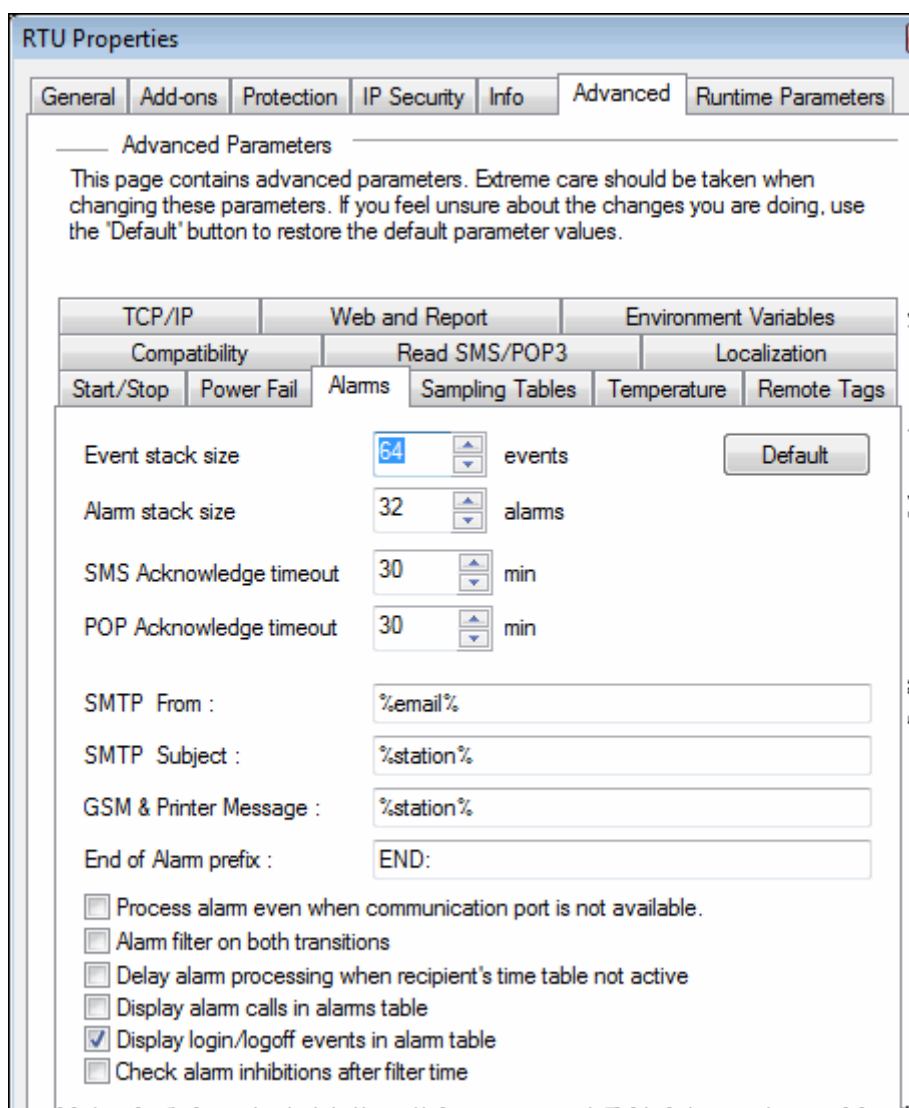 RTU Properties
General Add-ons Protection IP Security Info Advanced Runtime Parameters
Advanced Parameters
This page contains advanced parameters. Extreme care should be taken when
changing these parameters. If you feel unsure about the changes you are doing, use
the "Default" button to restore the default parameter values.
TCP/IP Web and Report Environment Variables
Compatibility Read SMS/POP3 Localization
Start/Stop Power Fail Alarms Sampling Tables Temperature Remote Tags
Event stack size 64 events Default
Alarm stack size 32 alarms
SMS Acknowledge timeout 30 min
POP Acknowledge timeout 30 min
SMTP From : %email%
SMTP Subject : %station%
GSM & Printer Message : %station%
End of Alarm prefix : END:
Process alarm even when communication port is not available.
Alarm filter on both transitions
Delay alarm processing when recipient's time table not active
Display alarm calls in alarms table
Display login/logoff events in alarm table
Check alarm inhibitions after filter time